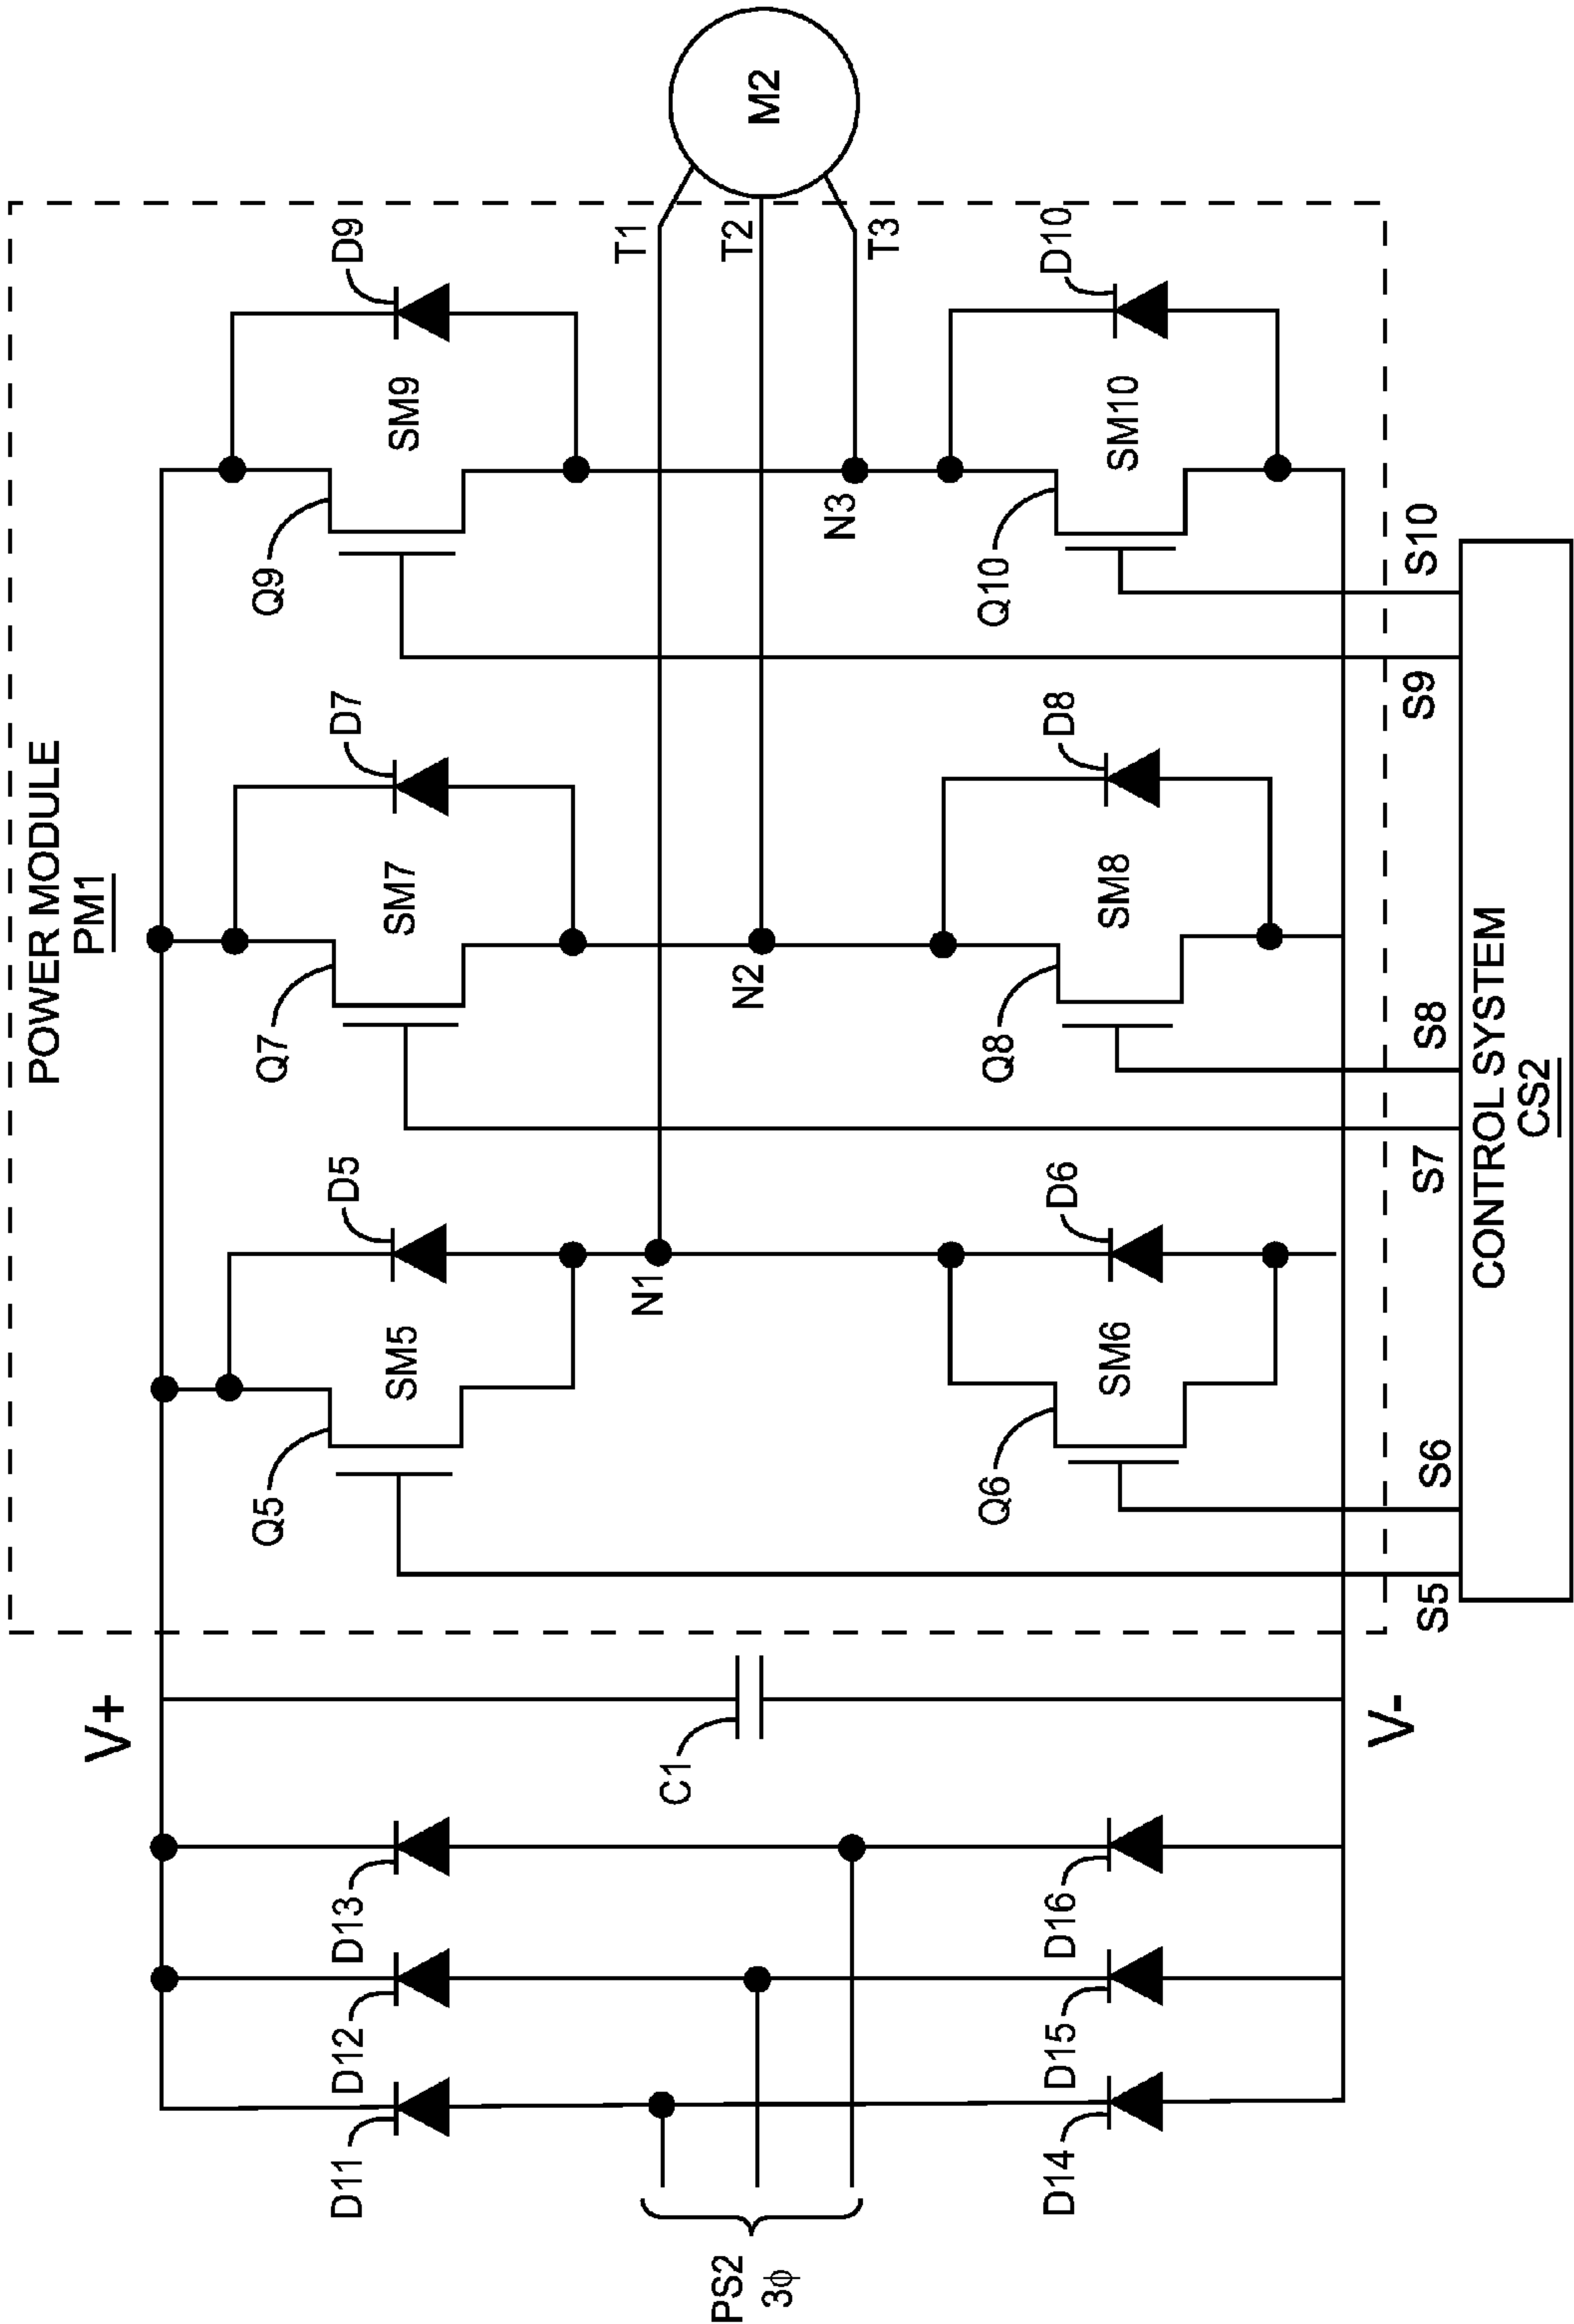 POWER MODULE
PM1
V+
Q5
D5
SM5
Q7
D7
SM7
Q9
D9
SM9
D11
D12
D13
C1
N1
N2
N3
T1
T2
T3
M2
PS2
3ϕ
D14
D15
D16
Q6
D6
SM6
Q8
D8
SM8
Q10
D10
SM10
V-
S5
S6
S7
S8
S9
S10
CONTROL SYSTEM
CS2